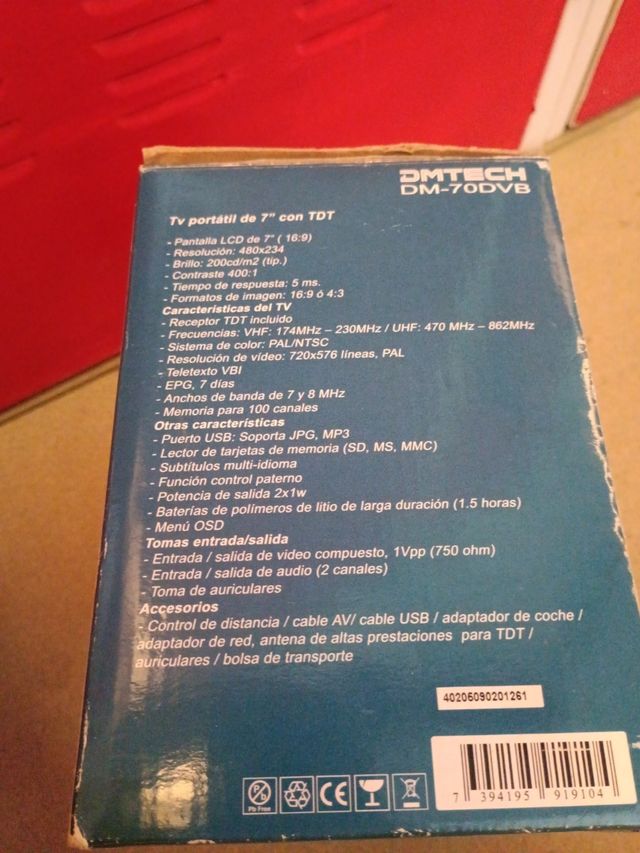 DMTECH
DM-70DVB
Tv portátil de 7" con TDT
- Pantalla LCD de 7" ( 16:9)
- Resolución: 480x234
- Brillo: 200cd/m2 (tip.)
- Contraste 400:1
- Tiempo de respuesta: 5 ms.
- Formatos de imagen: 16:9 ó 4:3
Características del TV
- Receptor TDT incluido
- Frecuencias: VHF: 174MHz – 230MHz / UHF: 470 MHz – 862MHz
- Sistema de color: PAL/NTSC
- Resolución de vídeo: 720x576 líneas, PAL
- Teletexto VBI
- EPG, 7 días
- Anchos de banda de 7 y 8 MHz
- Memoria para 100 canales
Otras características
- Puerto USB: Soporta JPG, MP3
- Lector de tarjetas de memoria (SD, MS, MMC)
- Subtítulos multi-idioma
- Función control paterno
- Potencia de salida 2x1w
- Baterías de polímeros de litio de larga duración (1.5 horas)
- Menú OSD
Tomas entrada/salida
- Entrada / salida de video compuesto, 1Vpp (750 ohm)
- Entrada / salida de audio (2 canales)
- Toma de auriculares
Accesorios
- Control de distancia / cable AV/ cable USB / adaptador de coche /
adaptador de red, antena de altas prestaciones para TDT /
auriculares / bolsa de transporte
40206090201261
Pb Free
CE
7 394195 919104